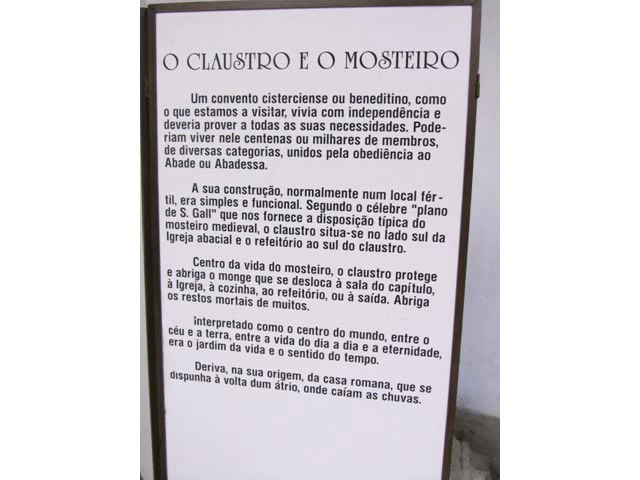 O CLAUSTRO E O MOSTEIRO
Um convento cisterciense ou beneditino, como
o que estamos a visitar, vivia com independência e
deveria prover a todas as suas necessidades. Pode-
riam viver nele centenas ou milhares de membros,
de diversas categorias, unidos pela obediência ao
Abade ou Abadessa.
A sua construção, normalmente num local fér-
til, era simples e funcional. Segundo o célebre "plano
de S. Gall" que nos fornece a disposição típica do
mosteiro medieval, o claustro situa-se no lado sul da
Igreja abacial e o refeitório ao sul do claustro.
Centro da vida do mosteiro, o claustro protege
e abriga o monge que se desloca à sala do capítulo,
à Igreja, à cozinha, ao refeitório, ou à saída. Abriga
os restos mortais de muitos.
Interpretado como o centro do mundo, entre o
céu e a terra, entre a vida do dia a dia e a eternidade,
era o jardim da vida e o sentido do tempo.
Deriva, na sua origem, da casa romana, que se
dispunha à volta dum átrio, onde caíam as chuvas.